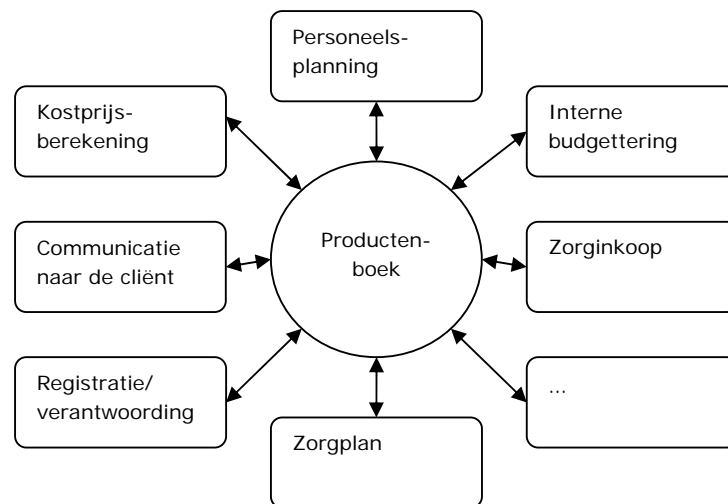 Personeels-
planning
Kostprijs-
berekening
Interne
budgettering
Communicatie
naar de cliënt
Producten-
boek
Zorginkoop
Registratie/
verantwoording
Zorgplan
...